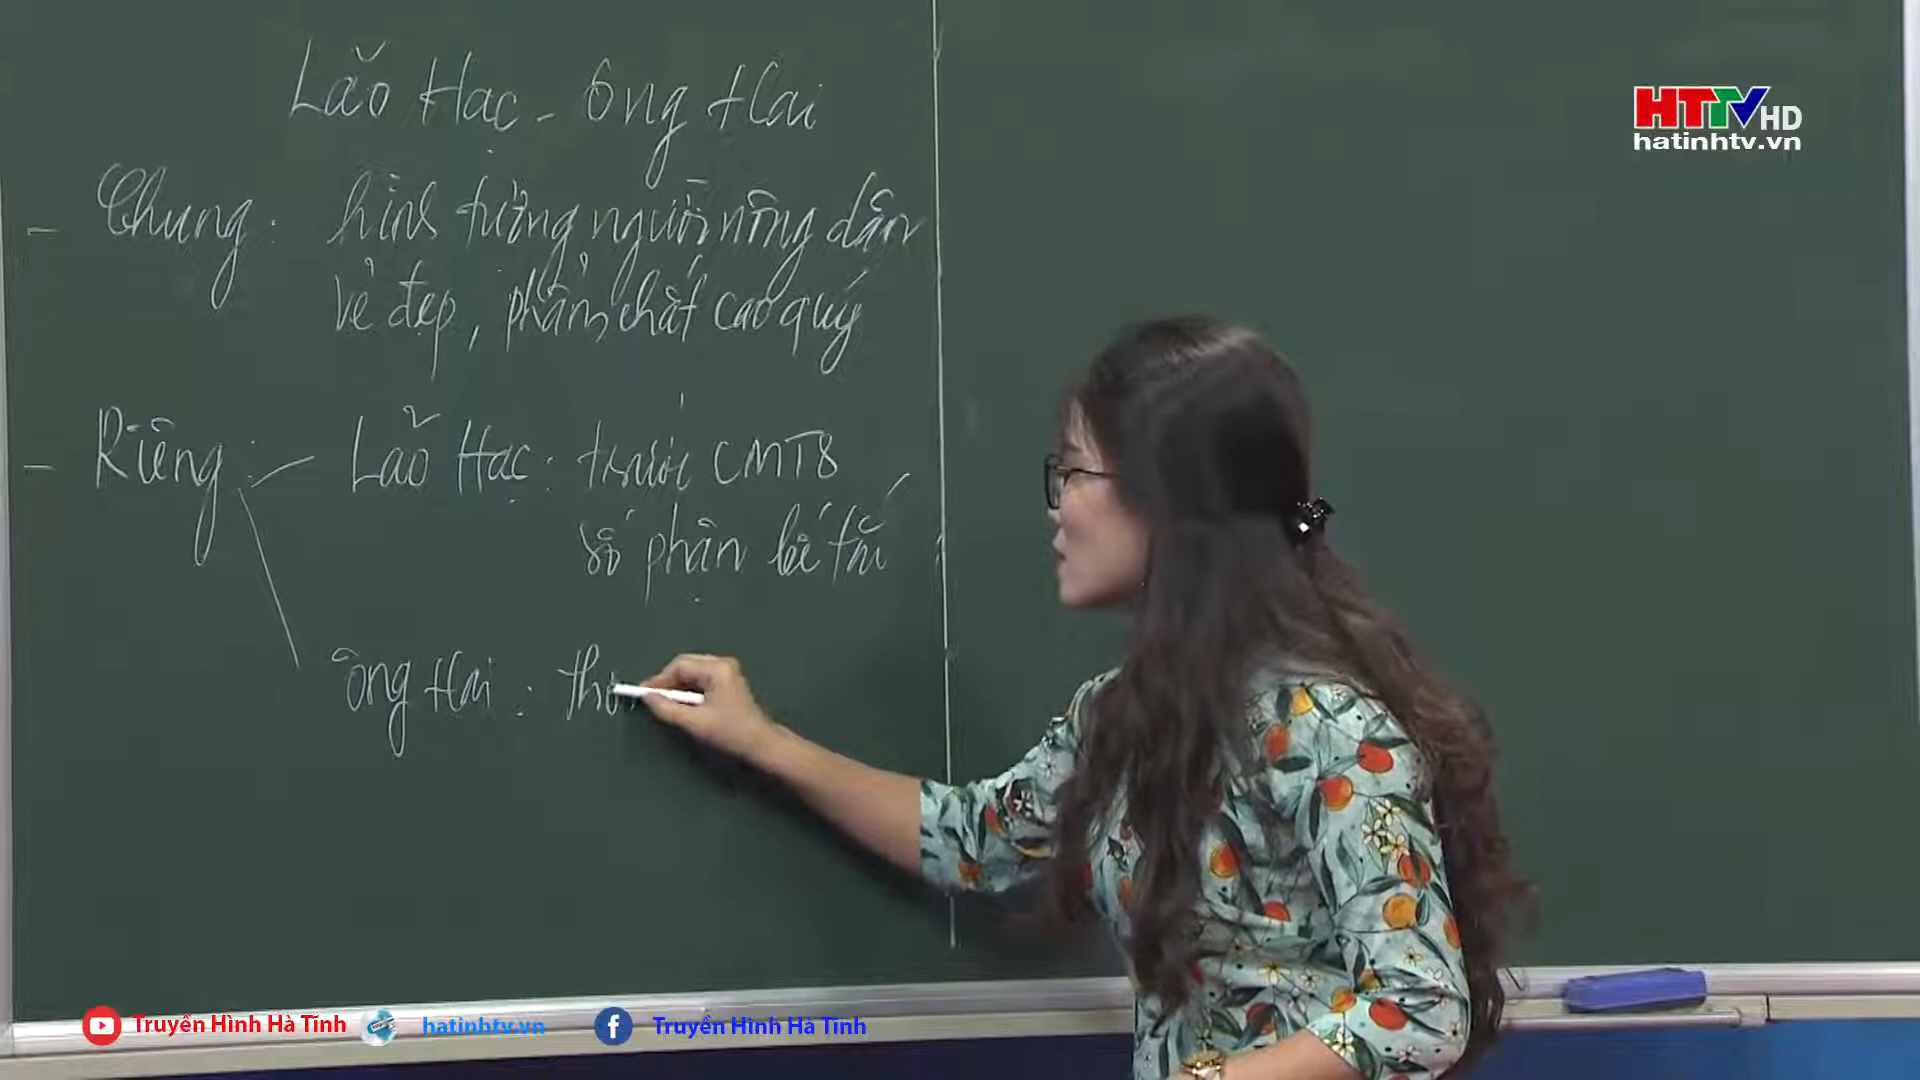 Lão Hạc - Ông Hai
- Chung: hình tượng người nông dân
vẻ đẹp, phẩm chất cao quý
- Riêng: Lão Hạc: trước CMT8
số phận bế tắc
ông Hai: thờ
HTTV HD
hatinhtv.vn
Truyền Hình Hà Tĩnh hatinhtv.vn Truyền Hình Hà Tĩnh